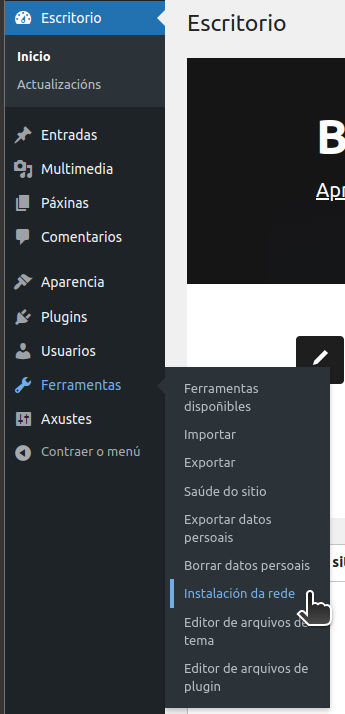 Escritorio
Escritorio
Inicio
Actualizacións
Entradas
Multimedia
Páxinas
Comentarios
Aparencia
Plugins
Usuarios
Ferramentas
Axustes
Contraer o menú
Ferramentas
dispoñibles
Importar
Exportar
Saúde do sitio
Exportar datos
persoais
Borrar datos persoais
Instalación da rede
Editor de arquivos de
tema
Editor de arquivos de
plugin